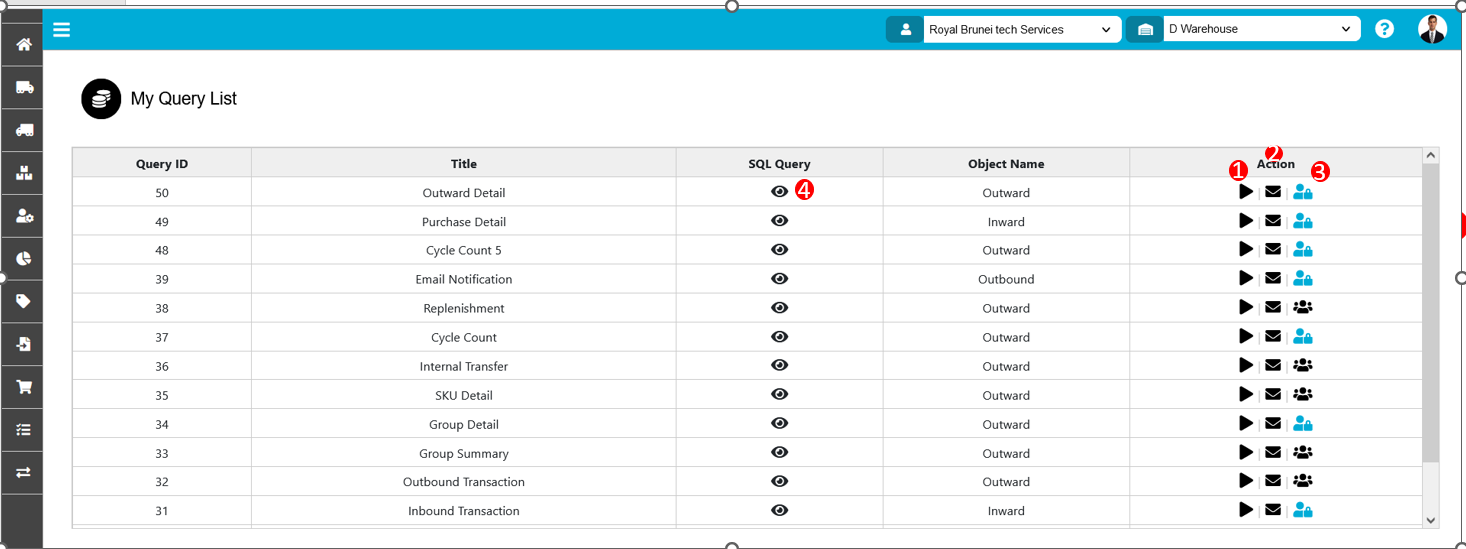 Royal Brunei tech Services D Warehouse ?
My Query List
Query ID Title SQL Query Object Name Action
1 2 3
50 Outward Detail 4 Outward
49 Purchase Detail Inward
48 Cycle Count 5 Outward
39 Email Notification Outbound
38 Replenishment Outward
37 Cycle Count Outward
36 Internal Transfer Outward
35 SKU Detail Outward
34 Group Detail Outward
33 Group Summary Outward
32 Outbound Transaction Outward
31 Inbound Transaction Inward